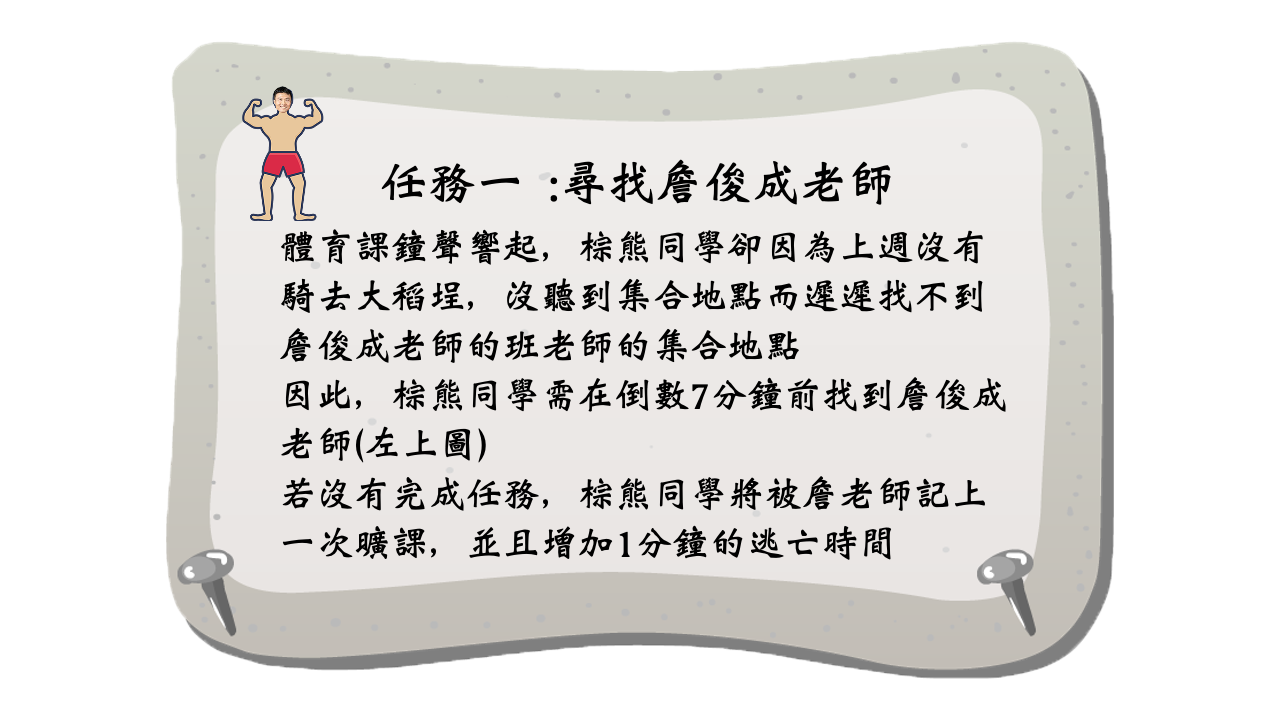 任務一 :尋找詹俊成老師
體育課鐘聲響起，棕熊同學卻因為上週沒有
騎去大稻埕，沒聽到集合地點而遲遲找不到
詹俊成老師的班老師的集合地點
因此，棕熊同學需在倒數7分鐘前找到詹俊成
老師(左上圖)
若沒有完成任務，棕熊同學將被詹老師記上
一次曠課，並且增加1分鐘的逃亡時間